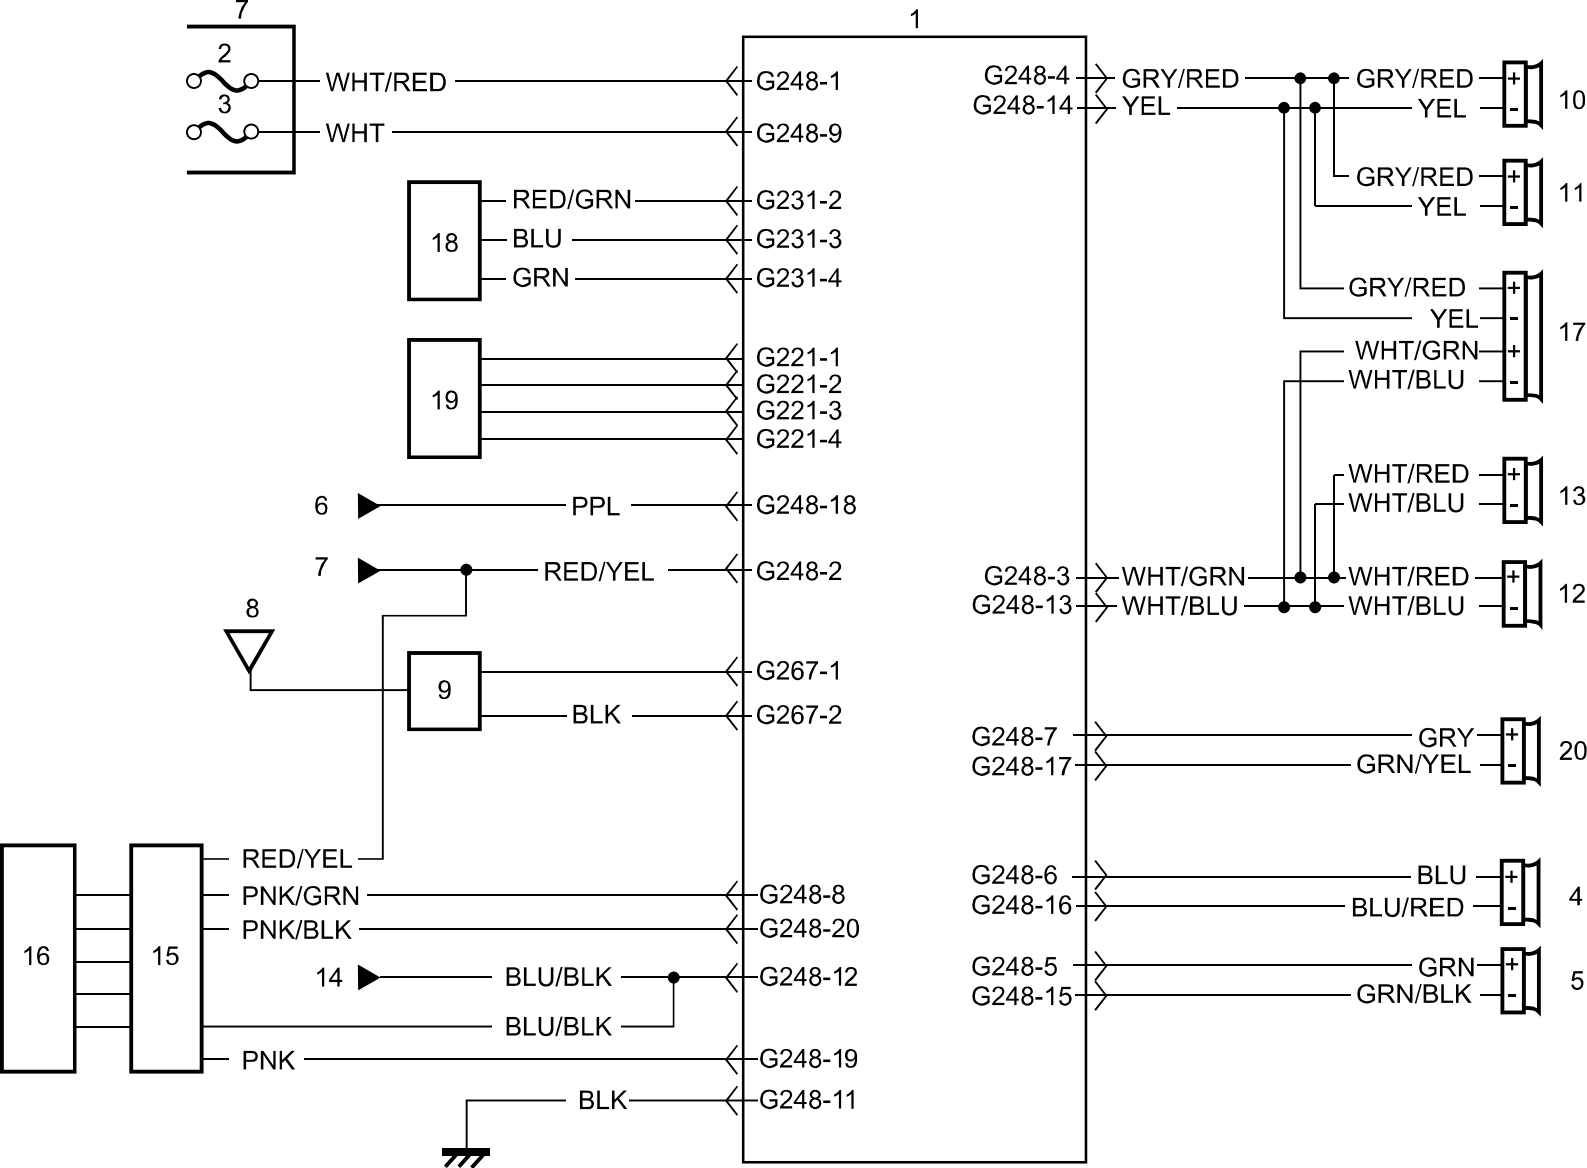 7
1
2
WHT/RED
G248-1
3
WHT
G248-9
G248-4
GRY/RED
GRY/RED
+
10
G248-14
YEL
YEL
-
GRY/RED
+
11
YEL
-
18
RED/GRN
G231-2
BLU
G231-3
GRN
G231-4
GRY/RED
+
17
YEL
-
WHT/GRN
+
WHT/BLU
-
19
G221-1
G221-2
G221-3
G221-4
WHT/RED
+
13
WHT/BLU
-
6
PPL
G248-18
7
RED/YEL
G248-2
G248-3
WHT/GRN
WHT/RED
+
12
G248-13
WHT/BLU
WHT/BLU
-
8
9
G267-1
BLK
G267-2
G248-7
GRY
+
20
G248-17
GRN/YEL
-
RED/YEL
16
15
PNK/GRN
G248-8
PNK/BLK
G248-20
14
BLU/BLK
G248-12
BLU/BLK
PNK
G248-19
BLK
G248-11
G248-6
BLU
+
4
G248-16
BLU/RED
-
G248-5
GRN
+
5
G248-15
GRN/BLK
-